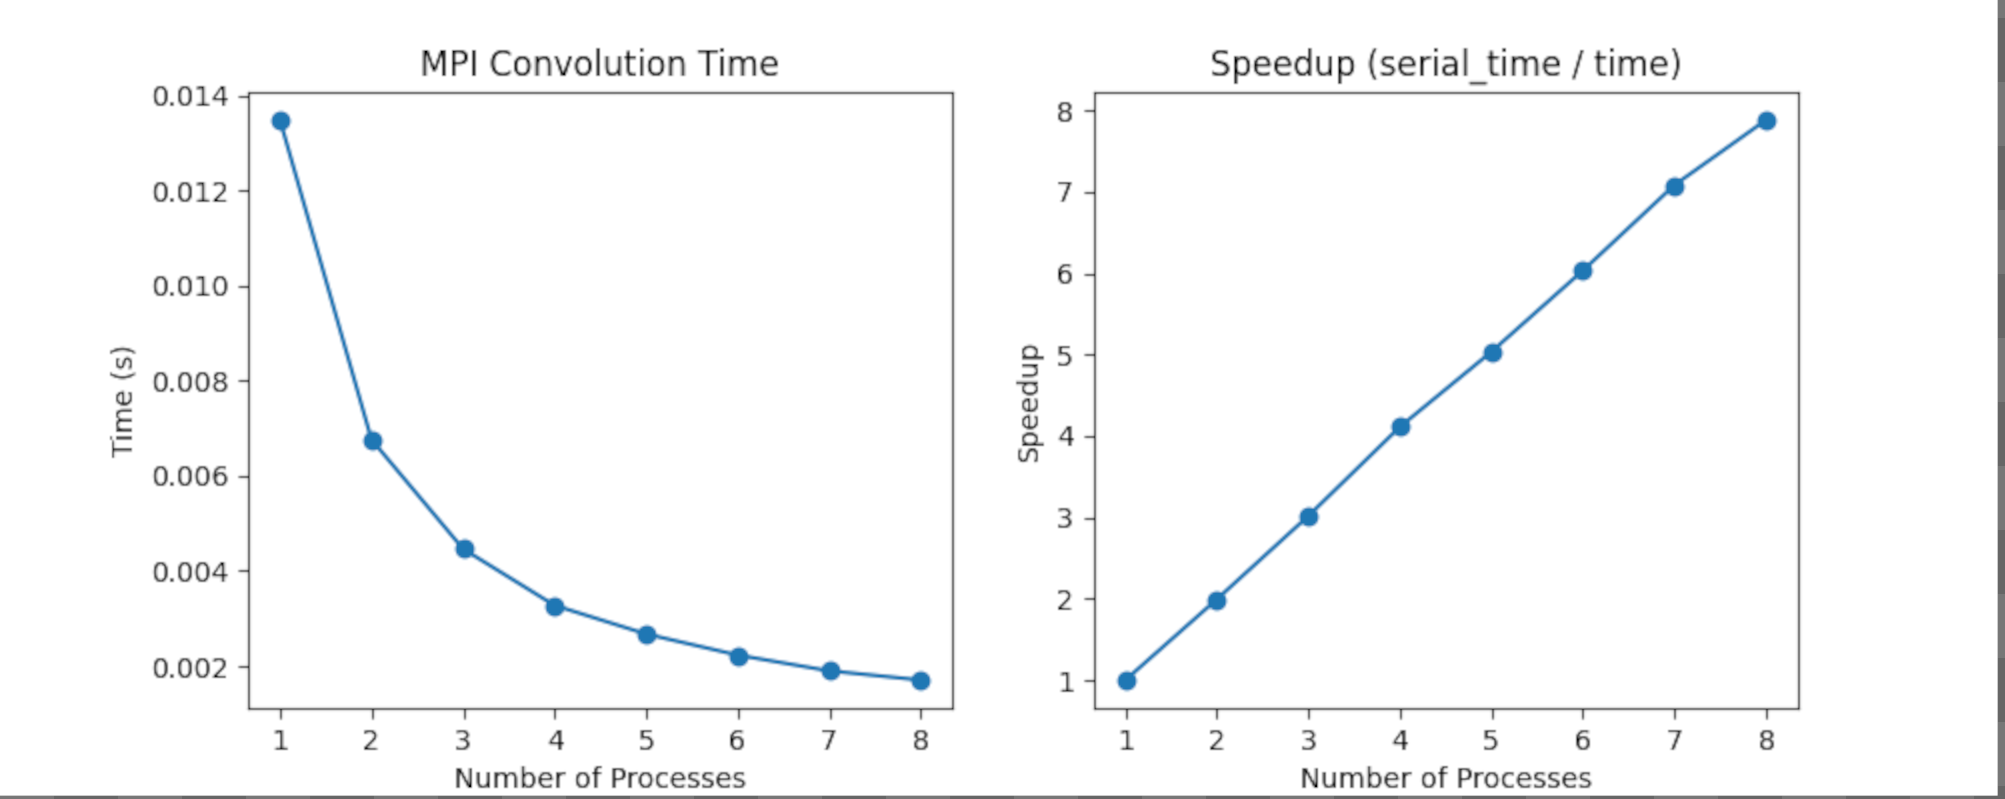 MPI Convolution Time
0.014
0.012
0.010
0.008
0.006
0.004
0.002
Time (s)
1 2 3 4 5 6 7 8
Number of Processes
Speedup (serial_time / time)
8
7
6
5
4
3
2
1
Speedup
1 2 3 4 5 6 7 8
Number of Processes